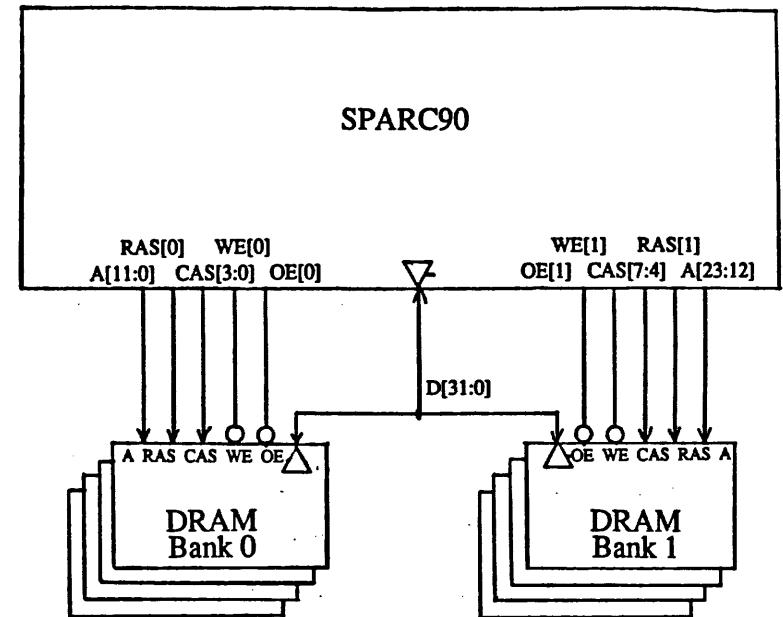 SPARC90
RAS[0] WE[0]
A[11:0] CAS[3:0] OE[0]
WE[1] RAS[1]
OE[1] CAS[7:4] A[23:12]
D[31:0]
A RAS CAS WE OE
OE WE CAS RAS A
DRAM
Bank 0
DRAM
Bank 1